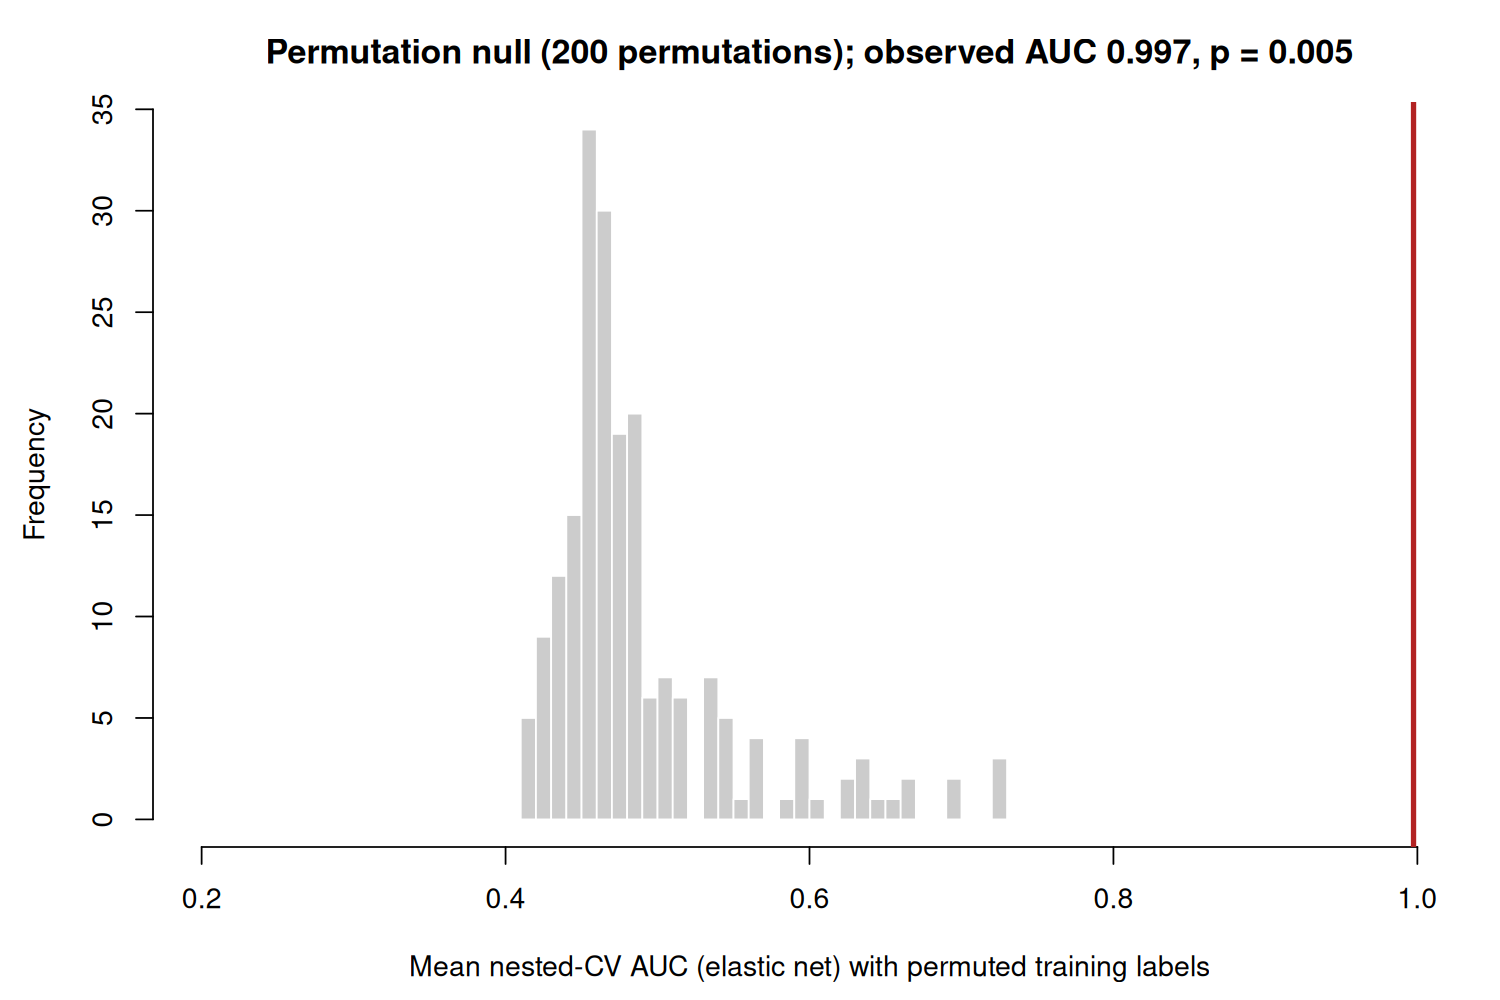 Permutation null (200 permutations); observed AUC 0.997, p = 0.005
35
30
25
20
15
10
5
0
Frequency
0.2 0.4 0.6 0.8 1.0
Mean nested-CV AUC (elastic net) with permuted training labels